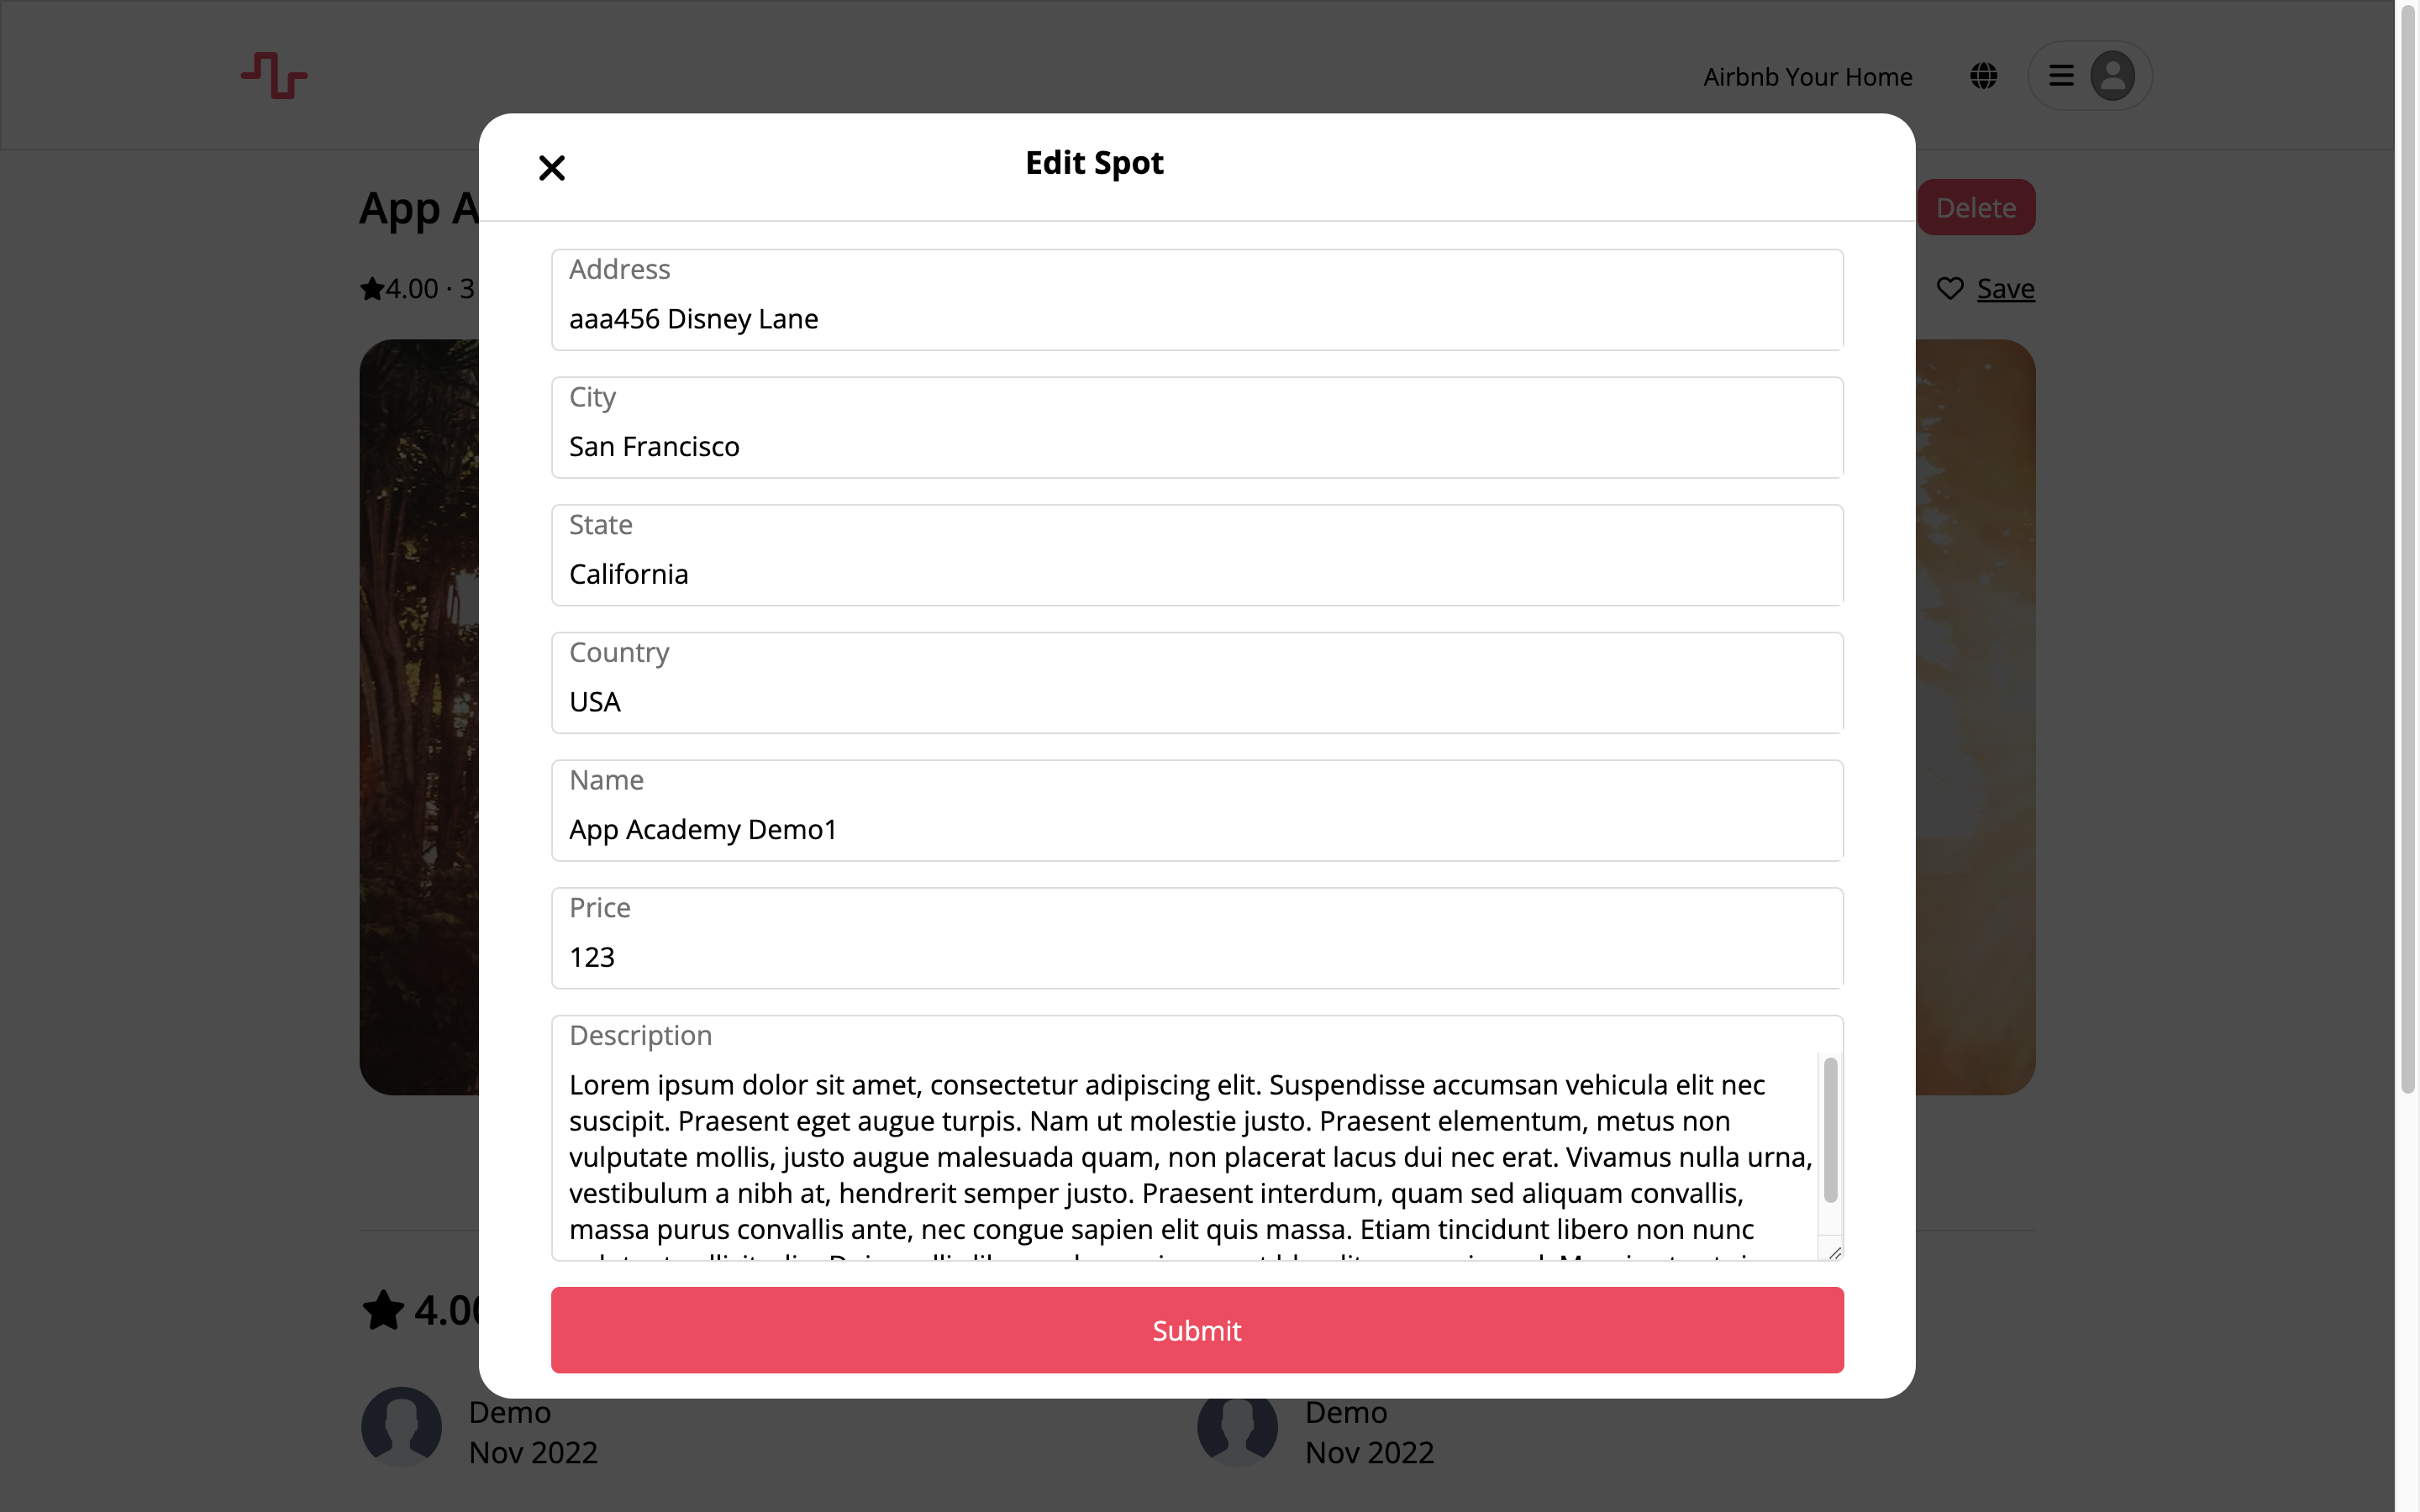 Airbnb Your Home
Edit Spot
App A
Delete
4.00 · 3
Save
Address
aaa456 Disney Lane
City
San Francisco
State
California
Country
USA
Name
App Academy Demo1
Price
123
Description
Lorem ipsum dolor sit amet, consectetur adipiscing elit. Suspendisse accumsan vehicula elit nec
suscipit. Praesent eget augue turpis. Nam ut molestie justo. Praesent elementum, metus non
vulputate mollis, justo augue malesuada quam, non placerat lacus dui nec erat. Vivamus nulla urna,
vestibulum a nibh at, hendrerit semper justo. Praesent interdum, quam sed aliquam convallis,
massa purus convallis ante, nec congue sapien elit quis massa. Etiam tincidunt libero non nunc
Submit
4.00
Demo
Nov 2022
Demo
Nov 2022